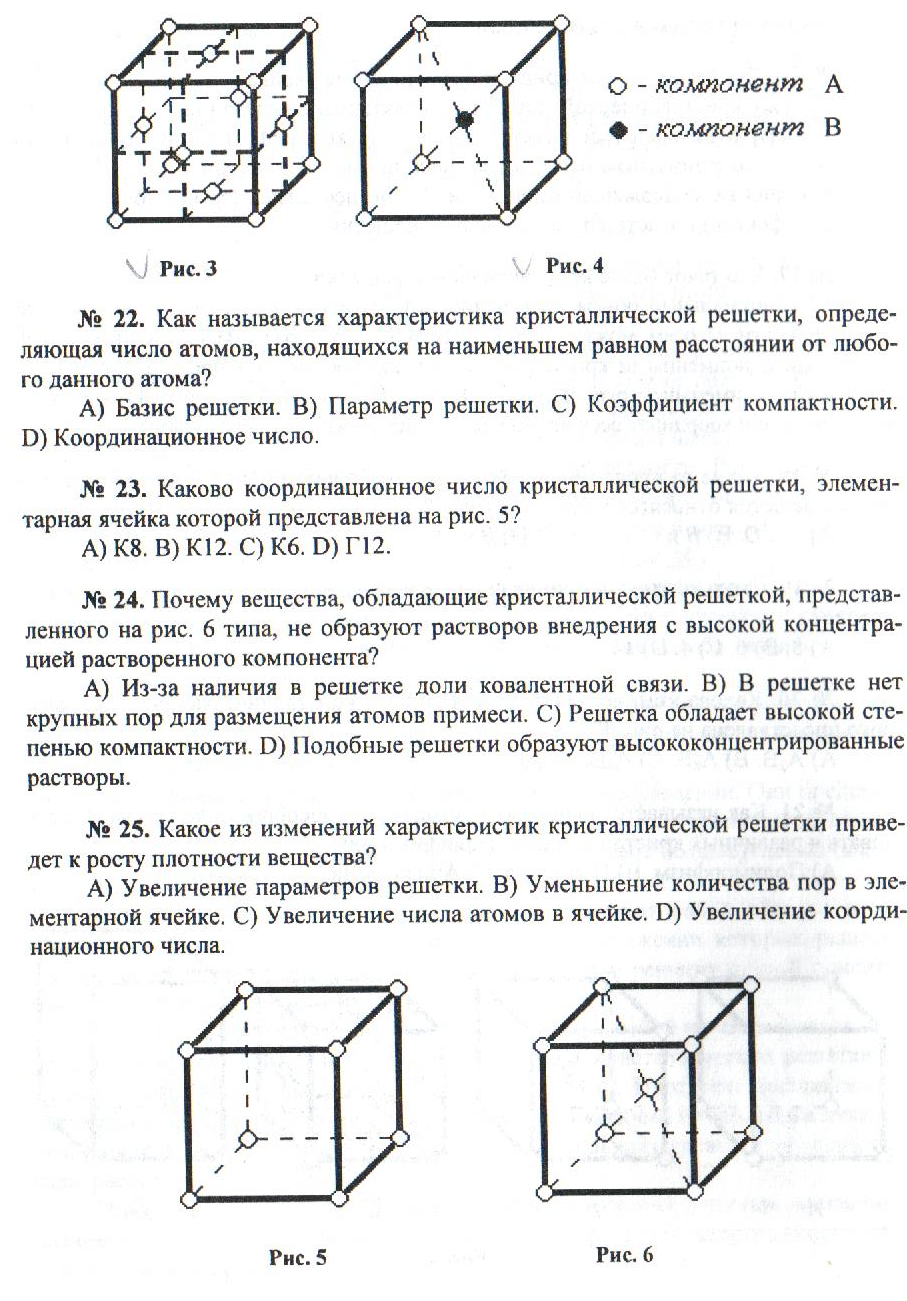 - компонент А
- компонент В
Рис. 3
Рис. 4
№ 22. Как называется характеристика кристаллической решетки, опреде-
ляющая число атомов, находящихся на наименьшем равном расстоянии от любо-
го данного атома?
А) Базис решетки. В) Параметр решетки. С) Коэффициент компактности.
D) Координационное число.
№ 23. Каково координационное число кристаллической решетки, элемен-
тарная ячейка которой представлена на рис. 5?
А) К8. В) К12. С) К6. D) Г12.
№ 24. Почему вещества, обладающие кристаллической решеткой, представ-
ленного на рис. 6 типа, не образуют растворов внедрения с высокой концентра-
цией растворенного компонента?
А) Из-за наличия в решетке доли ковалентной связи. В) В решетке нет
крупных пор для размещения атомов примеси. С) Решетка обладает высокой сте-
пенью компактности. D) Подобные решетки образуют высококонцентрированные
растворы.
№ 25. Какое из изменений характеристик кристаллической решетки приве-
дет к росту плотности вещества?
А) Увеличение параметров решетки. В) Уменьшение количества пор в эле-
ментарной ячейке. С) Увеличение числа атомов в ячейке. D) Увеличение коорди-
национного числа.
Рис. 5
Рис. 6